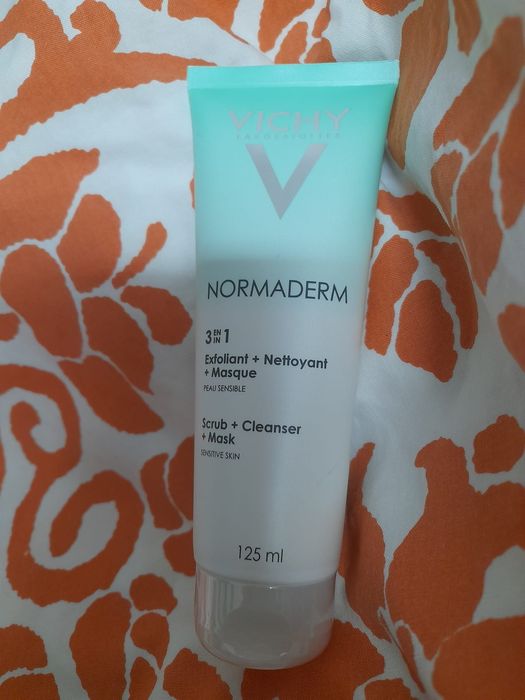 VICHY
LABORATOIRES
V
NORMADERM
3 EN IN 1
Exfoliant + Nettoyant
+ Masque
PEAU SENSIBLE
Scrub + Cleanser
+ Mask
SENSITIVE SKIN
125 ml